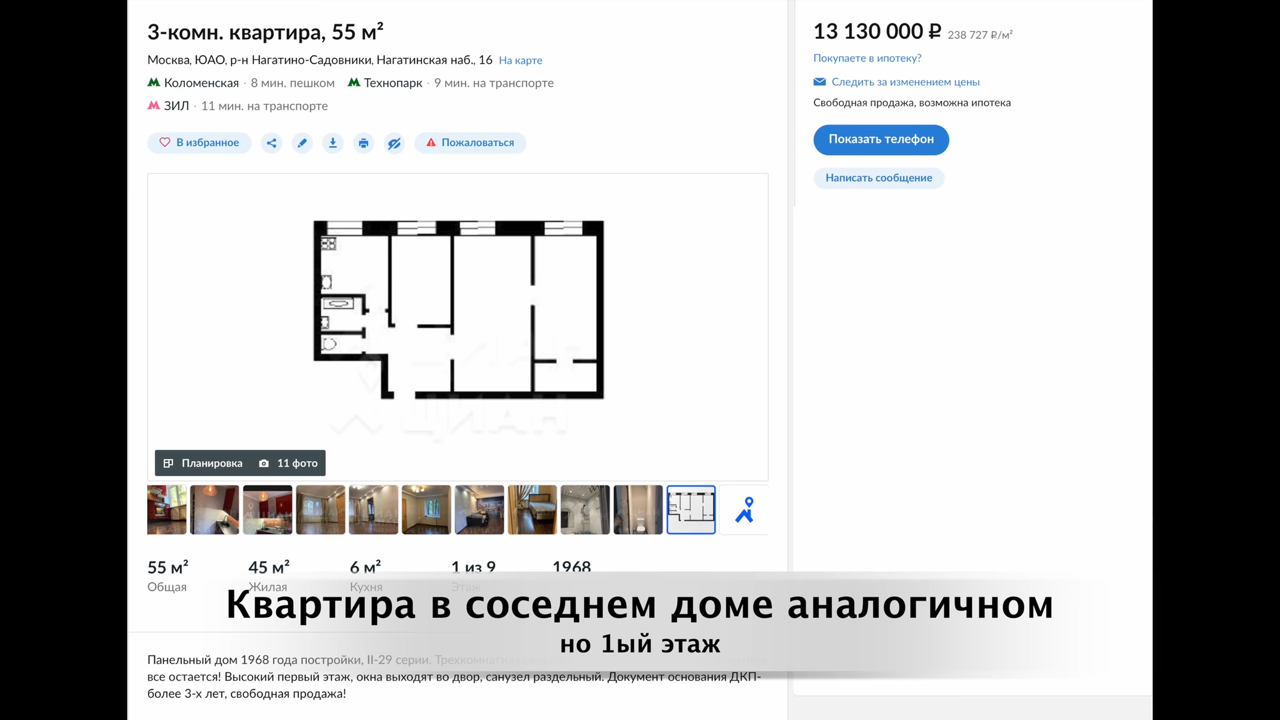 3-комн. квартира, 55 м²
Москва, ЮАО, р-н Нагатино-Садовники, Нагатинская наб., 16 На карте
Коломенская · 8 мин. пешком Технопарк · 9 мин. на транспорте
ЗИЛ · 11 мин. на транспорте
В избранное Пожаловаться
13 130 000 ₽ 238 727 ₽/м²
Покупаете в ипотеку?
Следить за изменением цены
Свободная продажа, возможна ипотека
Показать телефон
Написать сообщение
ЦИАН
Планировка 11 фото
55 м² 45 м² 6 м² 1 из 9 1968
Общая Жилая Кухня Этаж
Квартира в соседнем доме аналогичном
но 1ый этаж
Панельный дом 1968 года постройки, II-29 серии.
все остается! Высокий первый этаж, окна выходят во двор, санузел раздельный. Документ основания ДКП-
более 3-х лет, свободная продажа!